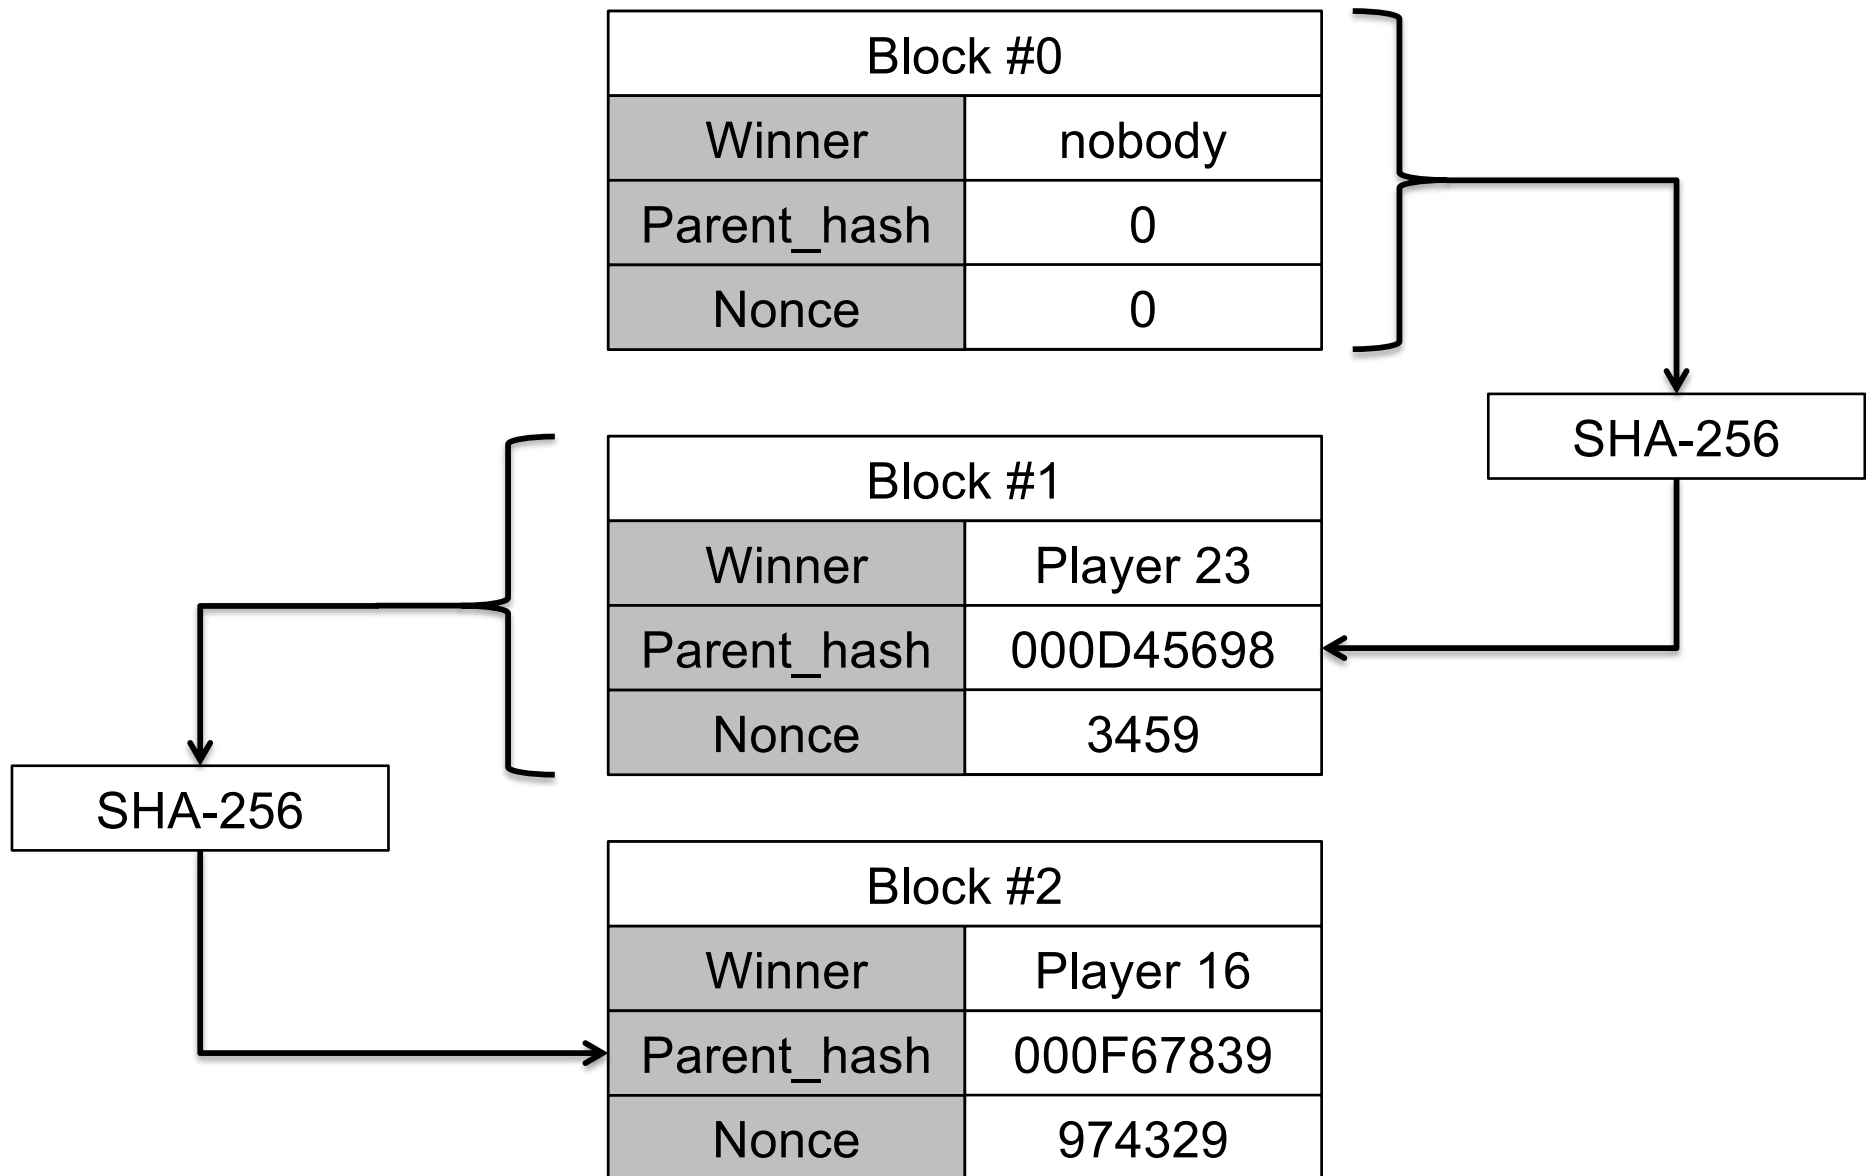 Block #0
Winner nobody
Parent_hash 0
Nonce 0
SHA-256
Block #1
Winner Player 23
Parent_hash 000D45698
Nonce 3459
SHA-256
Block #2
Winner Player 16
Parent_hash 000F67839
Nonce 974329